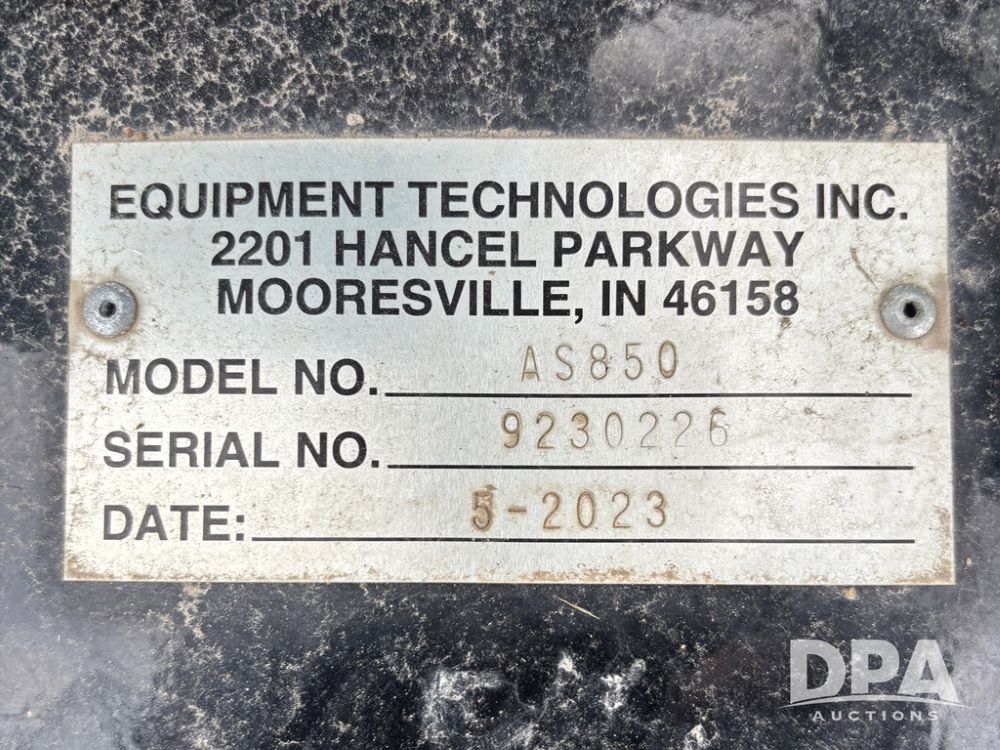 EQUIPMENT TECHNOLOGIES INC.
2201 HANCEL PARKWAY
MOORESVILLE, IN 46158
MODEL NO. AS850
SERIAL NO. 9230226
DATE: 5-2023
DPA
AUCTIONS